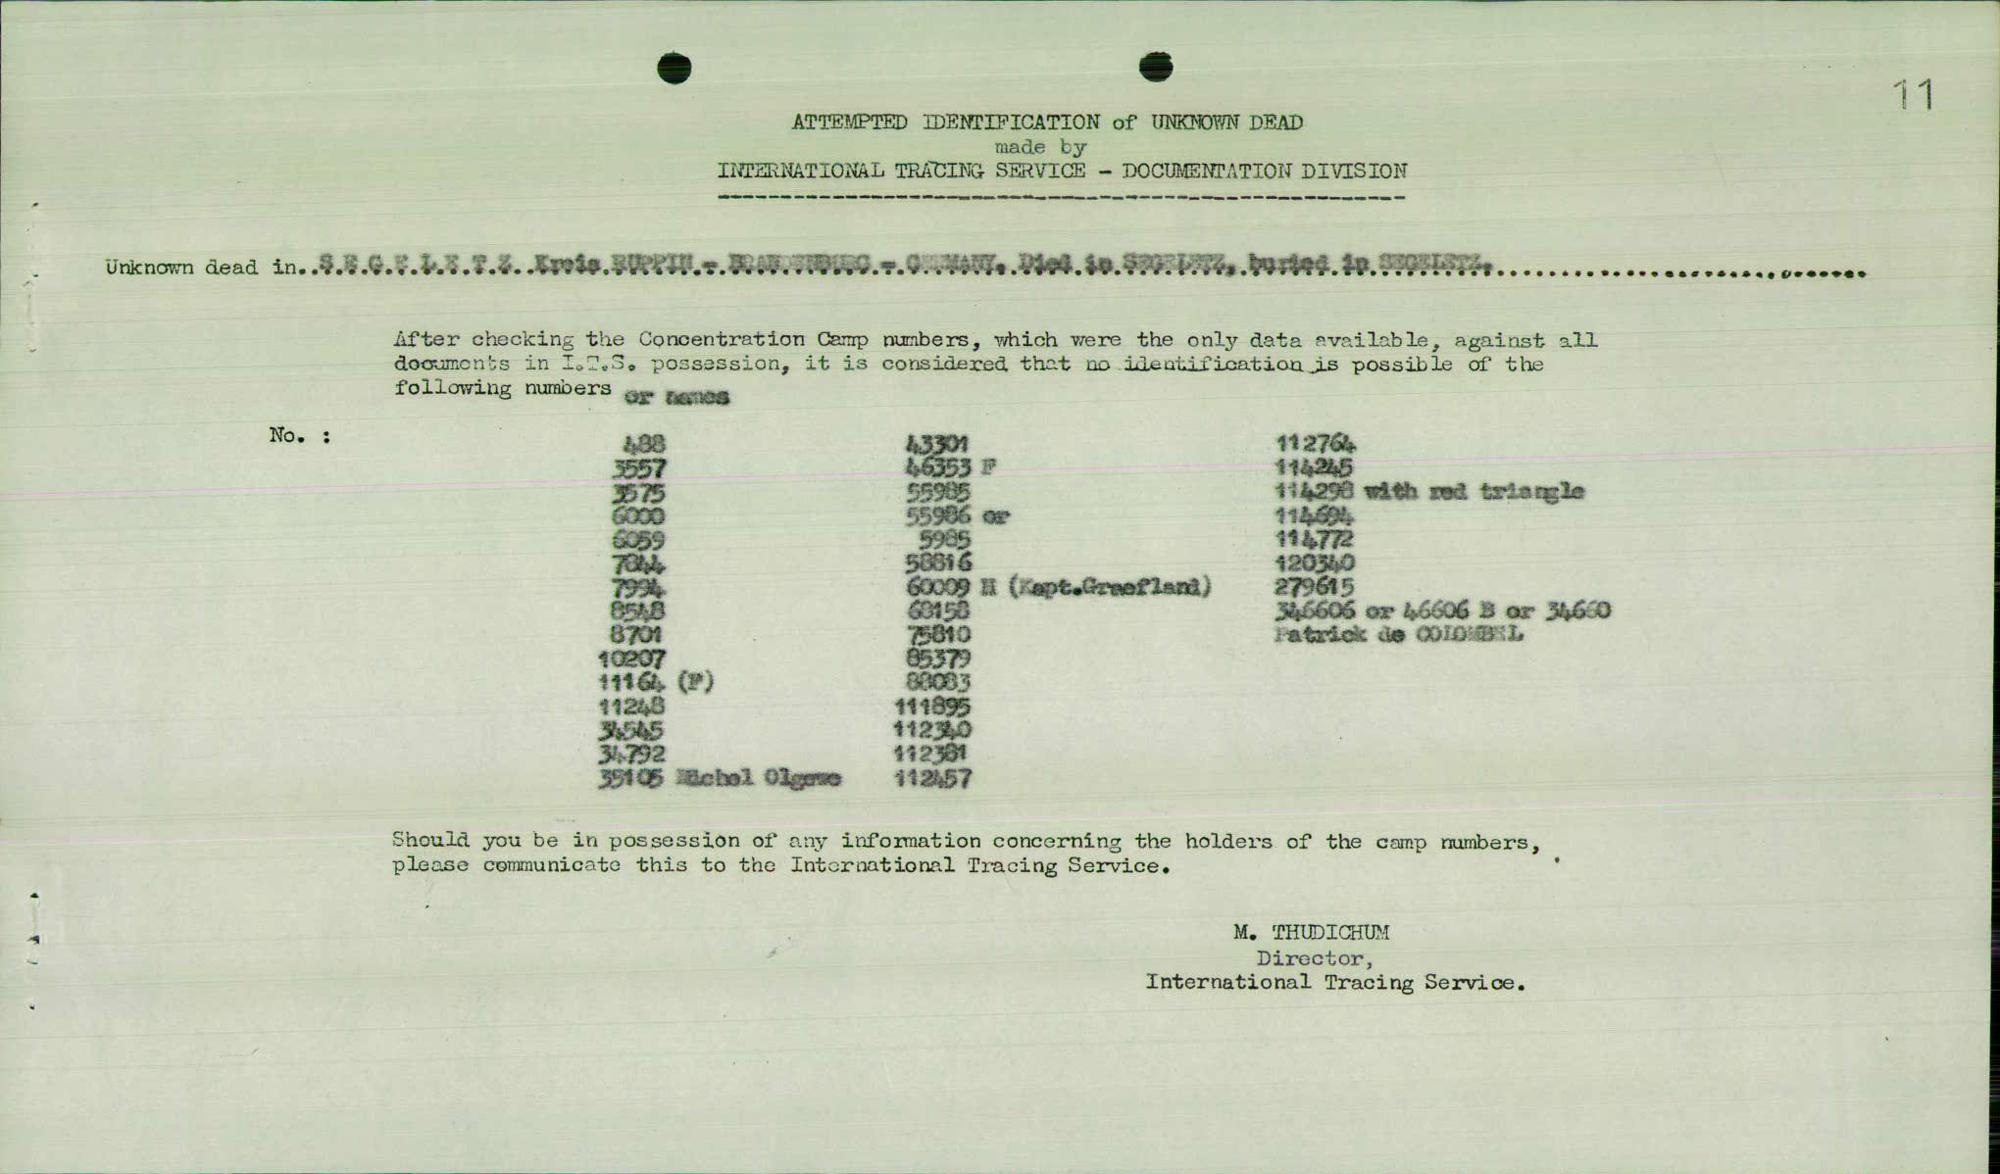 11
ATTEMPTED IDENTIFICATION of UNKNOWN DEAD
made by
INTERNATIONAL TRACING SERVICE - DOCUMENTATION DIVISION
Unknown dead in..S.E.G.E.L.E.T.Z. Kreis RUPPIN - BRANDENBURG - GERMANY. Died in SEGELETZ, buried in SEGELETZ.
After checking the Concentration Camp numbers, which were the only data available, against all
documents in I.T.S. possession, it is considered that no identification is possible of the
following numbers or names
No. :
488 43301 112764
3557 46353 F 114245
3575 55985 114298 with red triangle
6000 55986 or 114694
6059 5985 114772
7844 58816 120340
7994 60009 H (Kapt.Greefland) 279615
8548 68158 346606 or 46606 B or 34660
8701 75810 Patrick de COLOMBEL
10207 85379
11164 (F) 88083
11248 111895
34545 112340
34792 112381
35105 Michel 112457
Should you be in possession of any information concerning the holders of the camp numbers,
please communicate this to the International Tracing Service.
M. THUDICHUM
Director,
International Tracing Service.